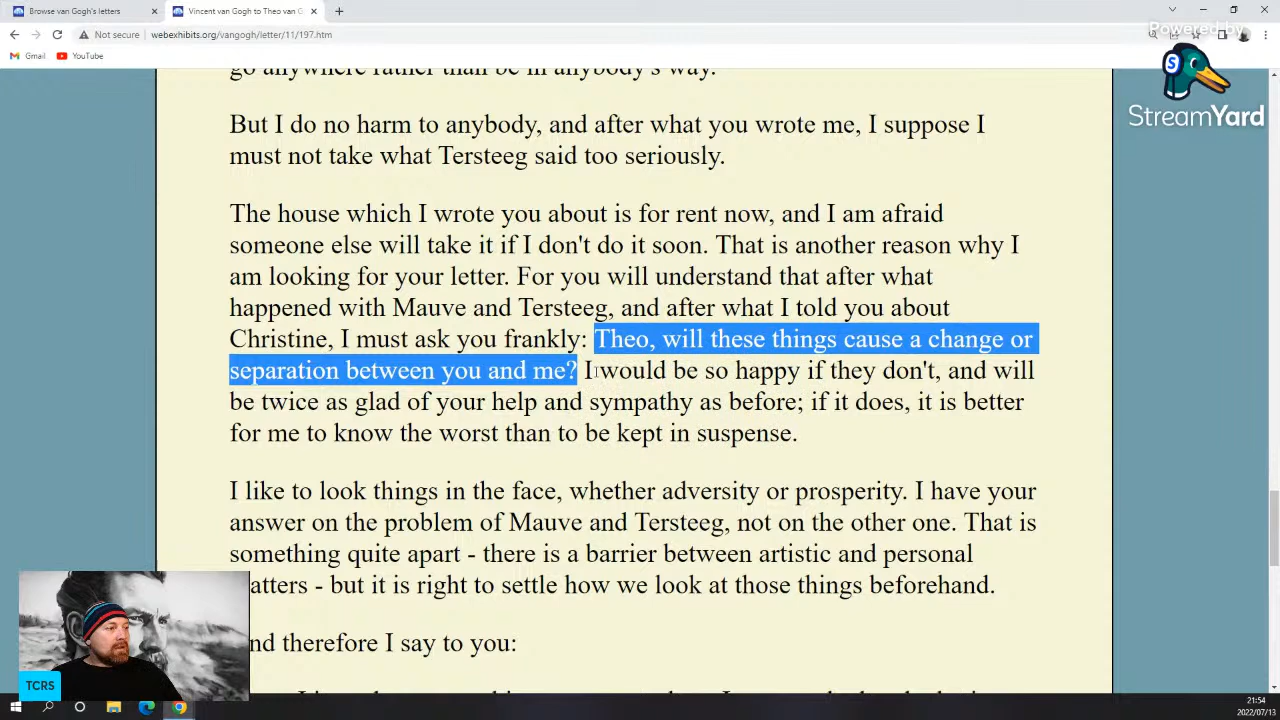 Browse van Gogh's letters
Vincent van Gogh to Theo van G
Not secure
webexhibits.org/vangogh/letter/11/197.htm
Powered by
Gmail
YouTube
StreamYard
go anywhere rather than be in anybody's way.
But I do no harm to anybody, and after what you wrote me, I suppose I
must not take what Tersteeg said too seriously.
The house which I wrote you about is for rent now, and I am afraid
someone else will take it if I don't do it soon. That is another reason why I
am looking for your letter. For you will understand that after what
happened with Mauve and Tersteeg, and after what I told you about
Christine, I must ask you frankly: Theo, will these things cause a change or
separation between you and me? I would be so happy if they don't, and will
be twice as glad of your help and sympathy as before; if it does, it is better
for me to know the worst than to be kept in suspense.
I like to look things in the face, whether adversity or prosperity. I have your
answer on the problem of Mauve and Tersteeg, not on the other one. That is
something quite apart - there is a barrier between artistic and personal
atters - but it is right to settle how we look at those things beforehand.
nd therefore I say to you:
TCRS
21:54
2022/07/13